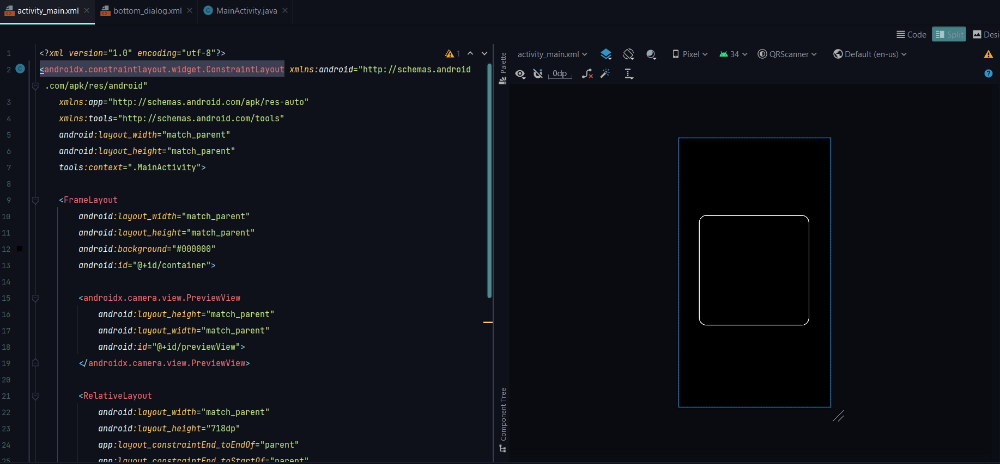 activity_main.xml
bottom_dialog.xml
MainActivity.java
Code
Split
Desi
1 <?xml version="1.0" encoding="utf-8"?>
1
2 <androidx.constraintlayout.widget.ConstraintLayout xmlns:android="http://schemas.android
.com/apk/res/android"
3 xmlns:app="http://schemas.android.com/apk/res-auto"
4 xmlns:tools="http://schemas.android.com/tools"
5 android:layout_width="match_parent"
6 android:layout_height="match_parent"
7 tools:context=".MainActivity">
8
9 <FrameLayout
10 android:layout_width="match_parent"
11 android:layout_height="match_parent"
12 android:background="#000000"
13 android:id="@+id/container">
14
15 <androidx.camera.view.PreviewView
16 android:layout_height="match_parent"
17 android:layout_width="match_parent"
18 android:id="@+id/previewView">
19 </androidx.camera.view.PreviewView>
20
21 <RelativeLayout
22 android:layout_width="match_parent"
23 android:layout_height="718dp"
24 app:layout_constraintEnd_toEndOf="parent"
25 app:layout_constraintEnd_toStartOf="parent"
Palette
Component Tree
activity_main.xml
Pixel
34
QRScanner
Default (en-us)
0dp